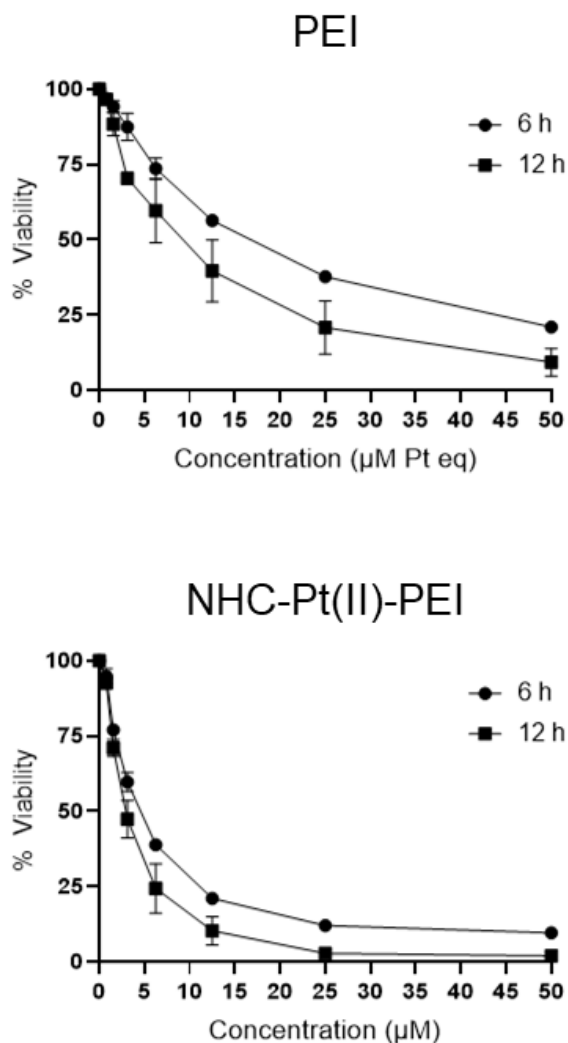 PEI
100
75
50
25
0
% Viability
6 h
12 h
0 5 10 15 20 25 30 35 40 45 50
Concentration (µM Pt eq)
NHC-Pt(II)-PEI
100
75
50
25
0
% Viability
6 h
12 h
0 5 10 15 20 25 30 35 40 45 50
Concentration (µM)